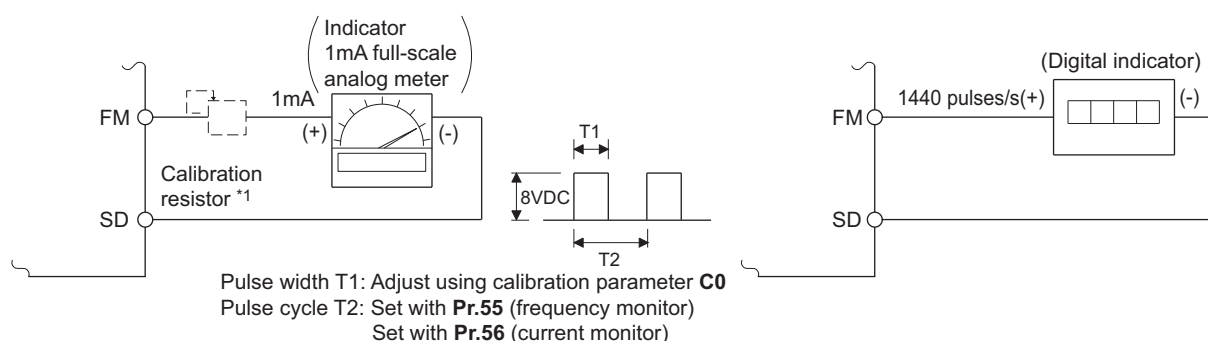 Indicator
1mA full-scale
analog meter
1mA
FM
(+)
(-)
Calibration
resistor *1
SD
T1
8VDC
T2
Pulse width T1: Adjust using calibration parameter C0
Pulse cycle T2: Set with Pr.55 (frequency monitor)
Set with Pr.56 (current monitor)
(Digital indicator)
1440 pulses/s(+)
(-)
FM
SD